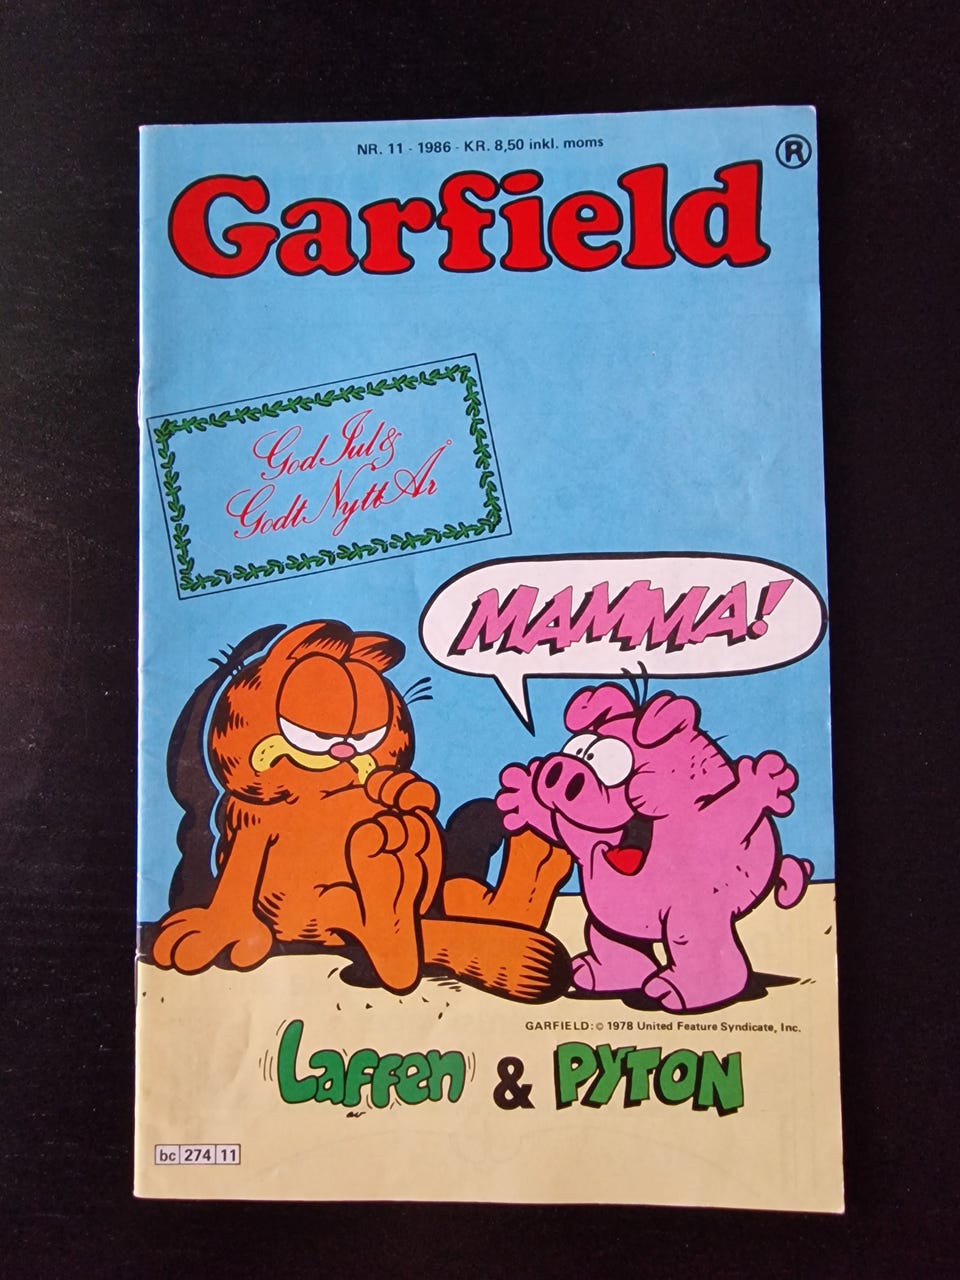 NR. 11 - 1986 - KR. 8,50 inkl. moms
Garfield ®
God Jul &
Godt Nytt År
MAMMA!
GARFIELD: © 1978 United Feature Syndicate, Inc.
Laffen & PYTON
bc 274 11